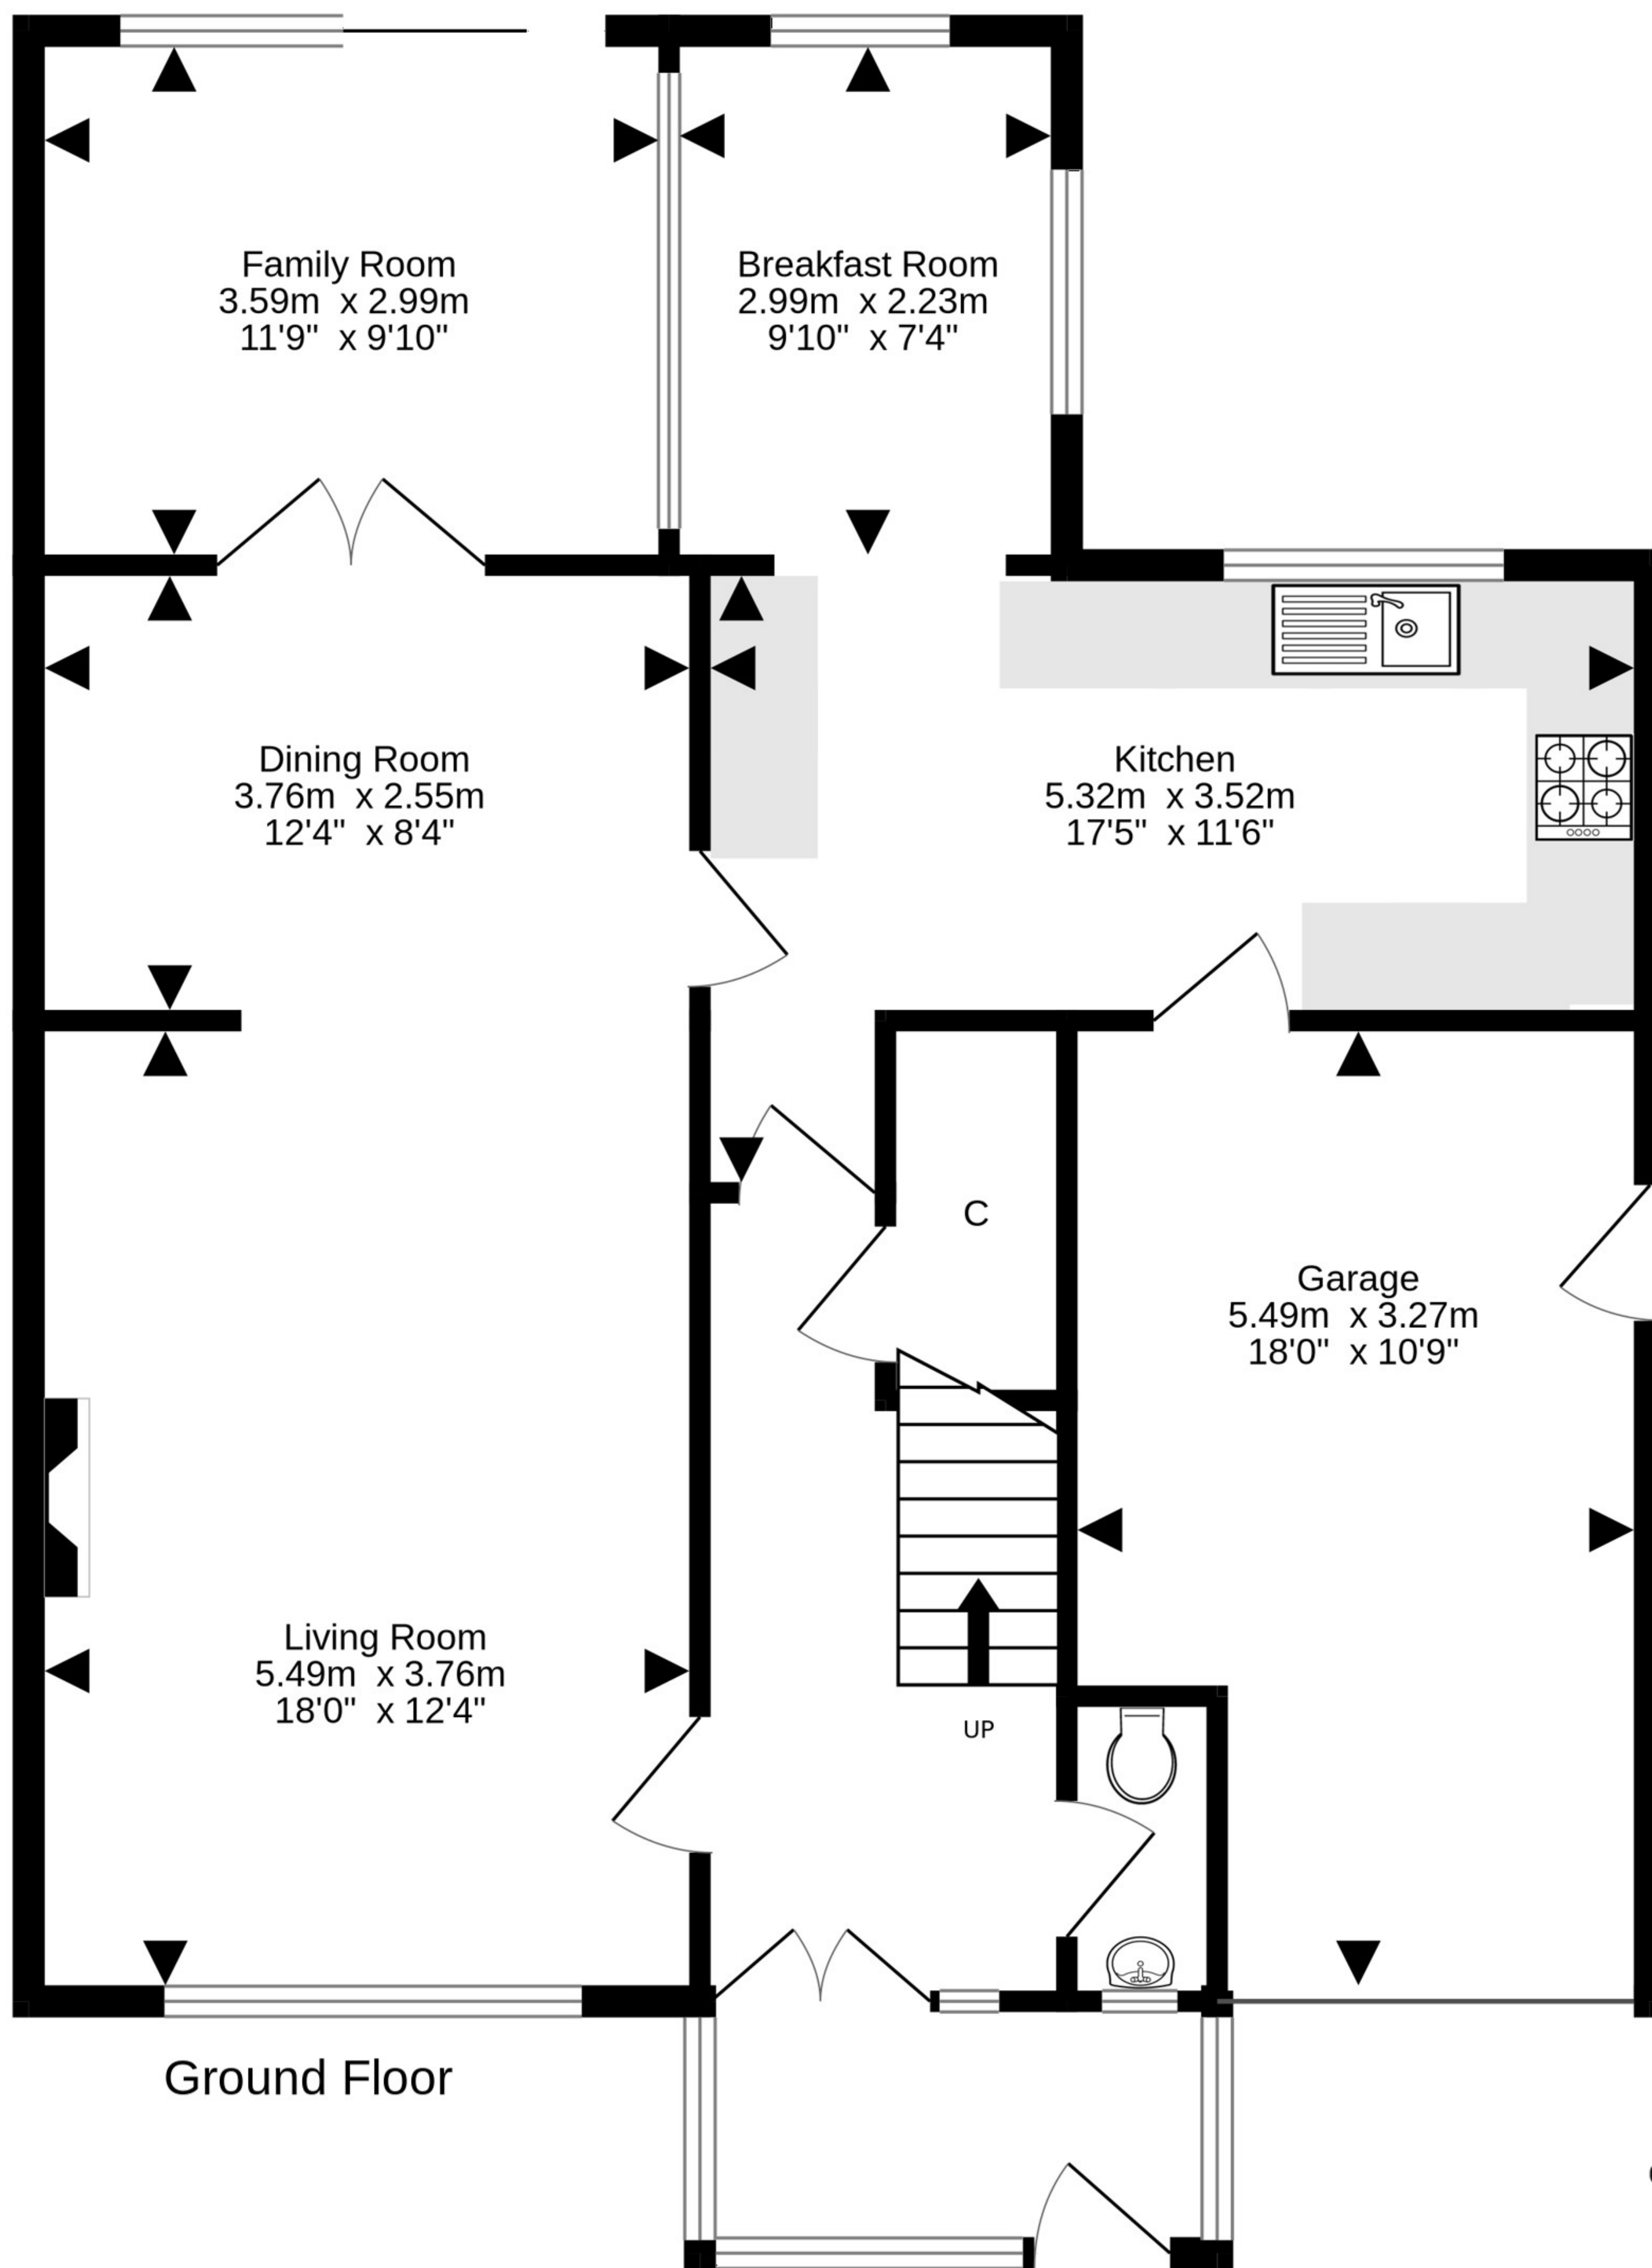 Family Room
3.59m x 2.99m
11'9" x 9'10"
Breakfast Room
2.99m x 2.23m
9'10" x 7'4"
Dining Room
3.76m x 2.55m
12'4" x 8'4"
Kitchen
5.32m x 3.52m
17'5" x 11'6"
C
Garage
5.49m x 3.27m
18'0" x 10'9"
Living Room
5.49m x 3.76m
18'0" x 12'4"
UP
Ground Floor